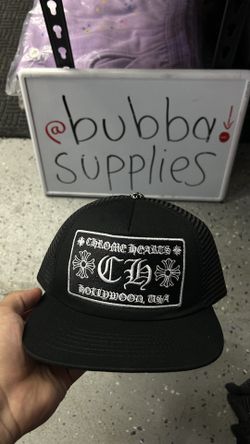 @bubba
supplies
CHROME HEARTS
CH
HOLLYWOOD, USA